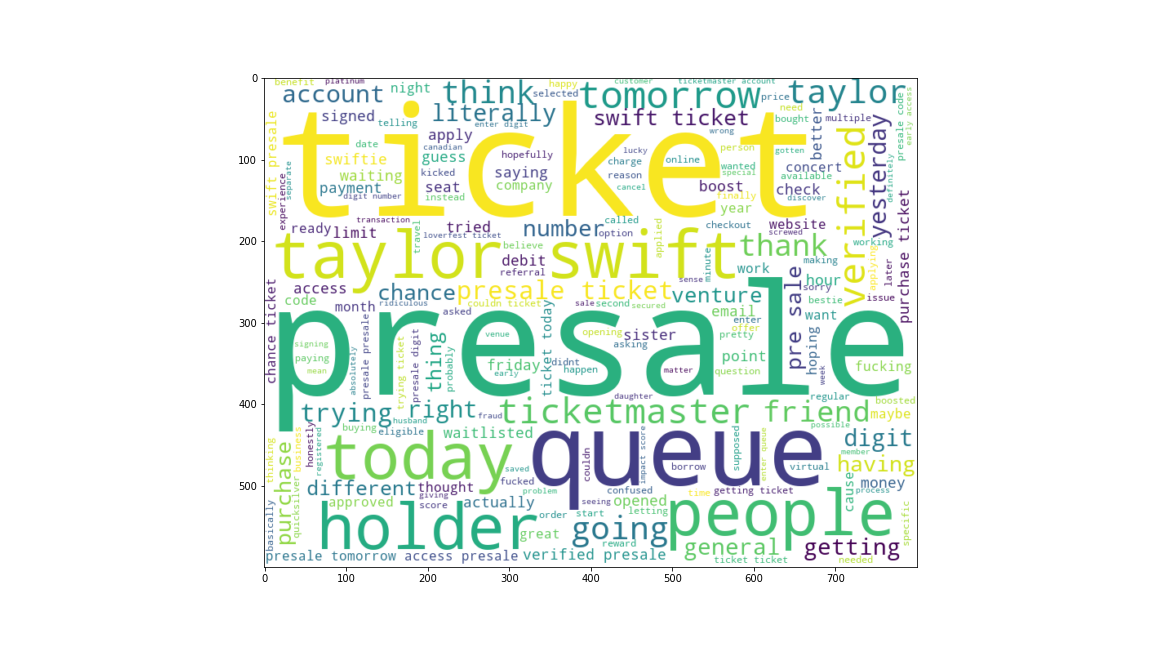 0
100
200
300
400
500
0 100 200 300 400 500 600 700
benefit platinum happy customer ticketmaster account
account night think selected tomorrow price taylor
signed telling literally enter digit swift ticket need bought multiple
ticket
date canadian apply wrong better
swiftie guess hopefully lucky online person gotten
waiting kicked saying charge reason wanted special concert available
payment seat company cancel boost finally check
digit number instead year discover
swift presale
separate
experience
verified
yesterday
presale code
early access
definitely
purchase ticket
transaction tried number called option checkout website screwed
ready limit travel loverfest ticket applied
taylor swift thank working
believe debit referral minute work making
sense hour sorry later applying issue
access chance presale ticket venture bestie
code month ridiculous couldn ticket sale second secured email want
asked enter offer
presale
chance ticket
pre sale
hoping
week
signing paying mean
absolutely
presale presale
trying ticket
presale digit
thing
probably
venue opening sister pretty
friday early didnt happen asking point question fucking
ticket today
matter
daughter regular boosted
trying right fraud ticketmaster friend maybe
husband possible
buying eligible waitlisted digit
today queue member
thinking
purchase
business
quicksilver
honestly
registered
saved couldn impact score borrow supposed enter queue virtual having
fucked problem confused time getting ticket money
different thought giving score seeing opened cause process
approved actually letting
holder order start going people
great reward general getting
basically
specific
presale tomorrow access presale verified presale ticket ticket needed